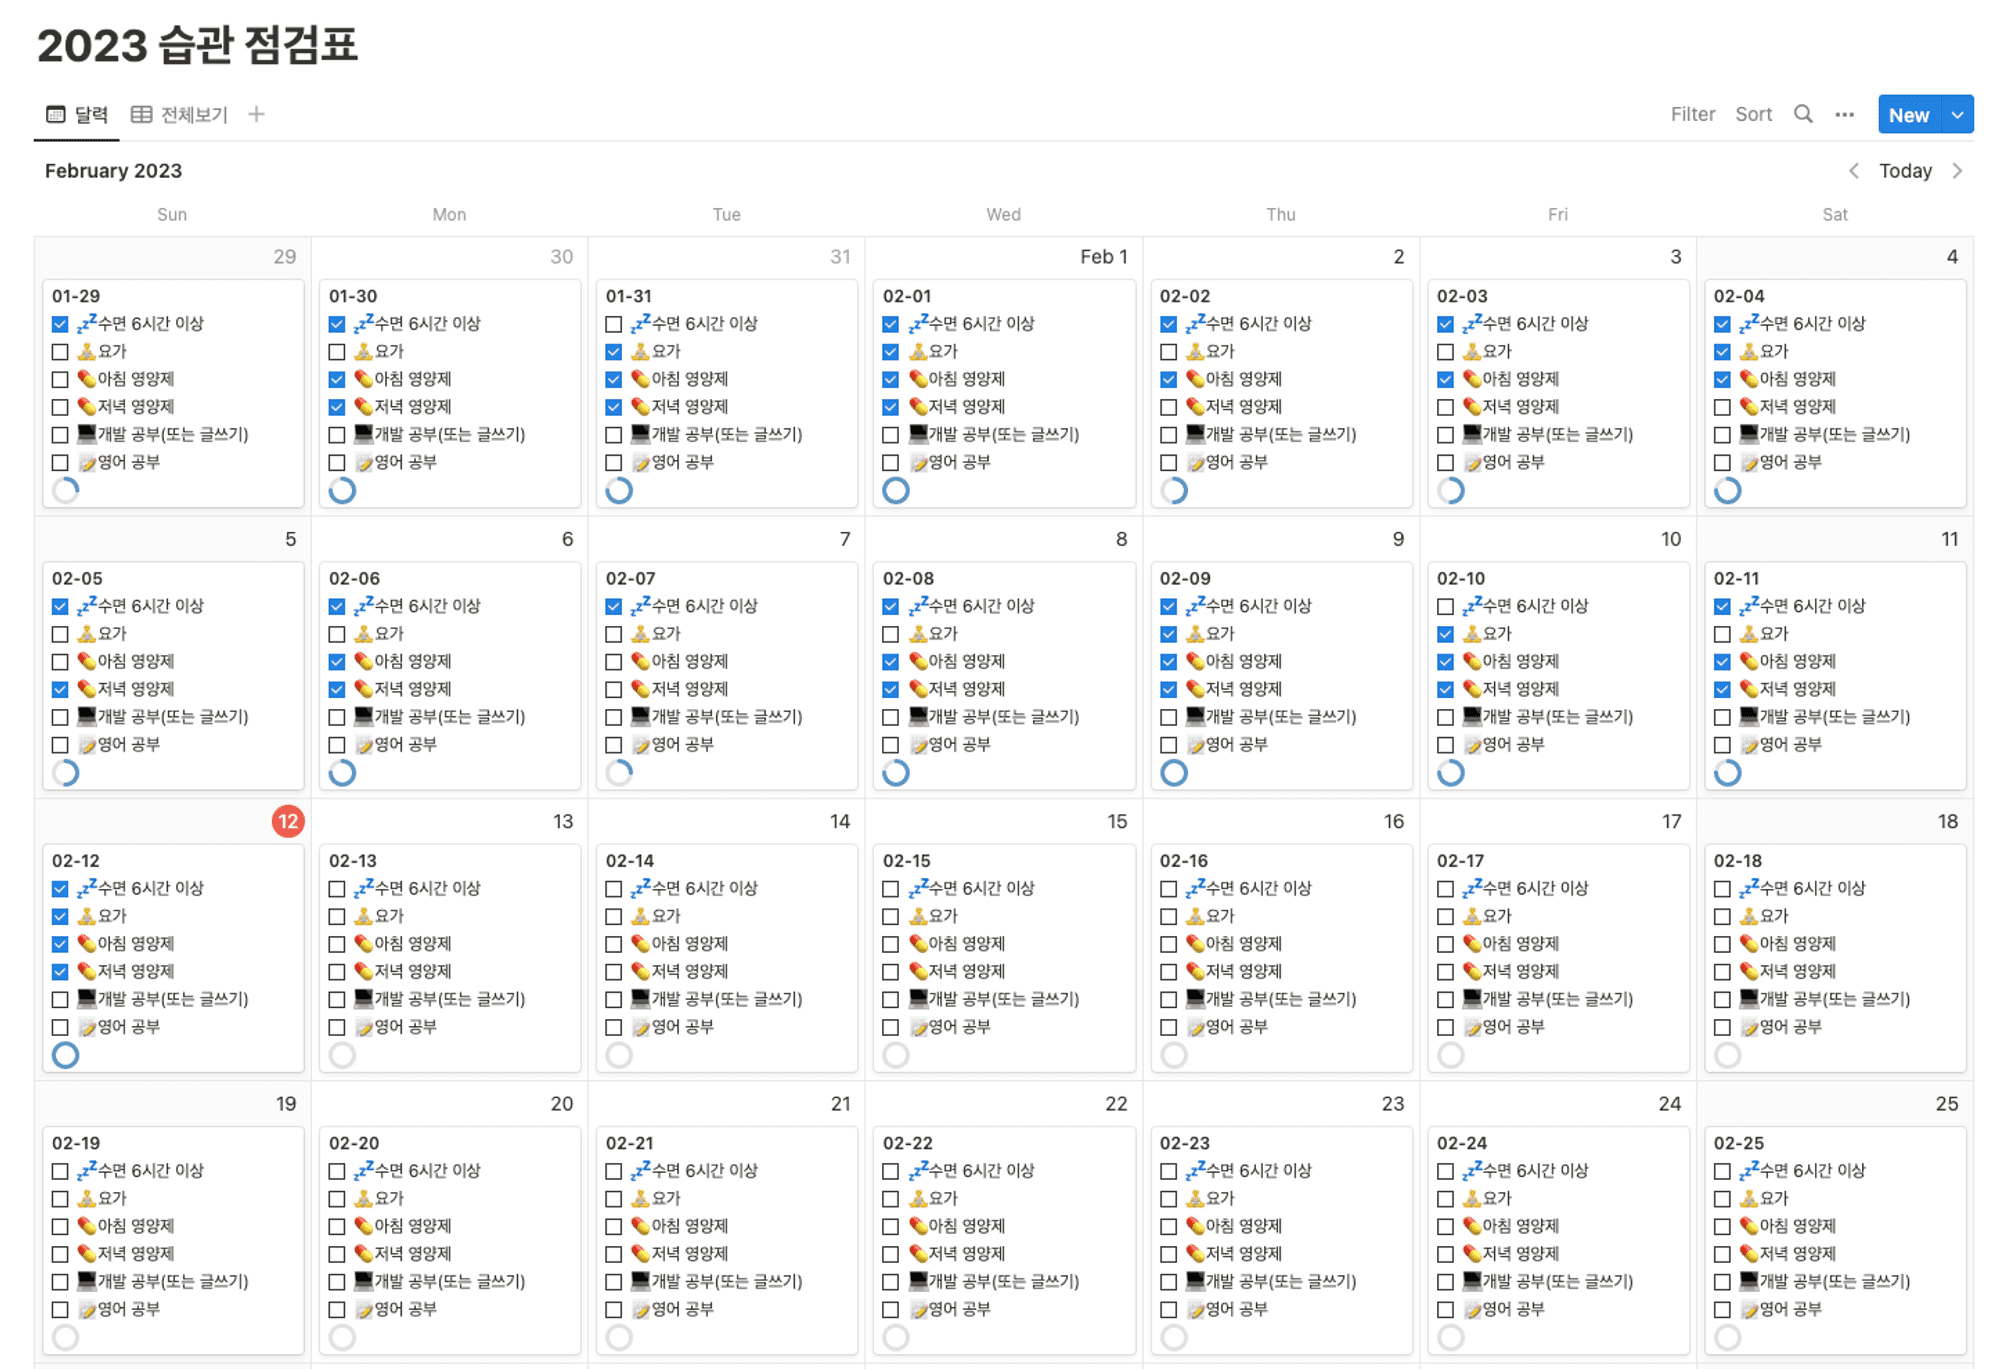 2023 습관 점검표
달력 전체보기 Filter Sort New
February 2023 Today
Sun Mon Tue Wed Thu Fri Sat
29 30 31 Feb 1 2 3 4
01-29 01-30 01-31 02-01 02-02 02-03 02-04
수면 6시간 이상 수면 6시간 이상 수면 6시간 이상 수면 6시간 이상 수면 6시간 이상 수면 6시간 이상 수면 6시간 이상
요가 요가 요가 요가 요가 요가 요가
아침 영양제 아침 영양제 아침 영양제 아침 영양제 아침 영양제 아침 영양제 아침 영양제
저녁 영양제 저녁 영양제 저녁 영양제 저녁 영양제 저녁 영양제 저녁 영양제 저녁 영양제
개발 공부(또는 글쓰기) 개발 공부(또는 글쓰기) 개발 공부(또는 글쓰기) 개발 공부(또는 글쓰기) 개발 공부(또는 글쓰기) 개발 공부(또는 글쓰기) 개발 공부(또는 글쓰기)
영어 공부 영어 공부 영어 공부 영어 공부 영어 공부 영어 공부 영어 공부
5 6 7 8 9 10 11
02-05 02-06 02-07 02-08 02-09 02-10 02-11
수면 6시간 이상 수면 6시간 이상 수면 6시간 이상 수면 6시간 이상 수면 6시간 이상 수면 6시간 이상 수면 6시간 이상
요가 요가 요가 요가 요가 요가 요가
아침 영양제 아침 영양제 아침 영양제 아침 영양제 아침 영양제 아침 영양제 아침 영양제
저녁 영양제 저녁 영양제 저녁 영양제 저녁 영양제 저녁 영양제 저녁 영양제 저녁 영양제
개발 공부(또는 글쓰기) 개발 공부(또는 글쓰기) 개발 공부(또는 글쓰기) 개발 공부(또는 글쓰기) 개발 공부(또는 글쓰기) 개발 공부(또는 글쓰기) 개발 공부(또는 글쓰기)
영어 공부 영어 공부 영어 공부 영어 공부 영어 공부 영어 공부 영어 공부
12 13 14 15 16 17 18
02-12 02-13 02-14 02-15 02-16 02-17 02-18
수면 6시간 이상 수면 6시간 이상 수면 6시간 이상 수면 6시간 이상 수면 6시간 이상 수면 6시간 이상 수면 6시간 이상
요가 요가 요가 요가 요가 요가 요가
아침 영양제 아침 영양제 아침 영양제 아침 영양제 아침 영양제 아침 영양제 아침 영양제
저녁 영양제 저녁 영양제 저녁 영양제 저녁 영양제 저녁 영양제 저녁 영양제 저녁 영양제
개발 공부(또는 글쓰기) 개발 공부(또는 글쓰기) 개발 공부(또는 글쓰기) 개발 공부(또는 글쓰기) 개발 공부(또는 글쓰기) 개발 공부(또는 글쓰기) 개발 공부(또는 글쓰기)
영어 공부 영어 공부 영어 공부 영어 공부 영어 공부 영어 공부 영어 공부
19 20 21 22 23 24 25
02-19 02-20 02-21 02-22 02-23 02-24 02-25
수면 6시간 이상 수면 6시간 이상 수면 6시간 이상 수면 6시간 이상 수면 6시간 이상 수면 6시간 이상 수면 6시간 이상
요가 요가 요가 요가 요가 요가 요가
아침 영양제 아침 영양제 아침 영양제 아침 영양제 아침 영양제 아침 영양제 아침 영양제
저녁 영양제 저녁 영양제 저녁 영양제 저녁 영양제 저녁 영양제 저녁 영양제 저녁 영양제
개발 공부(또는 글쓰기) 개발 공부(또는 글쓰기) 개발 공부(또는 글쓰기) 개발 공부(또는 글쓰기) 개발 공부(또는 글쓰기) 개발 공부(또는 글쓰기) 개발 공부(또는 글쓰기)
영어 공부 영어 공부 영어 공부 영어 공부 영어 공부 영어 공부 영어 공부